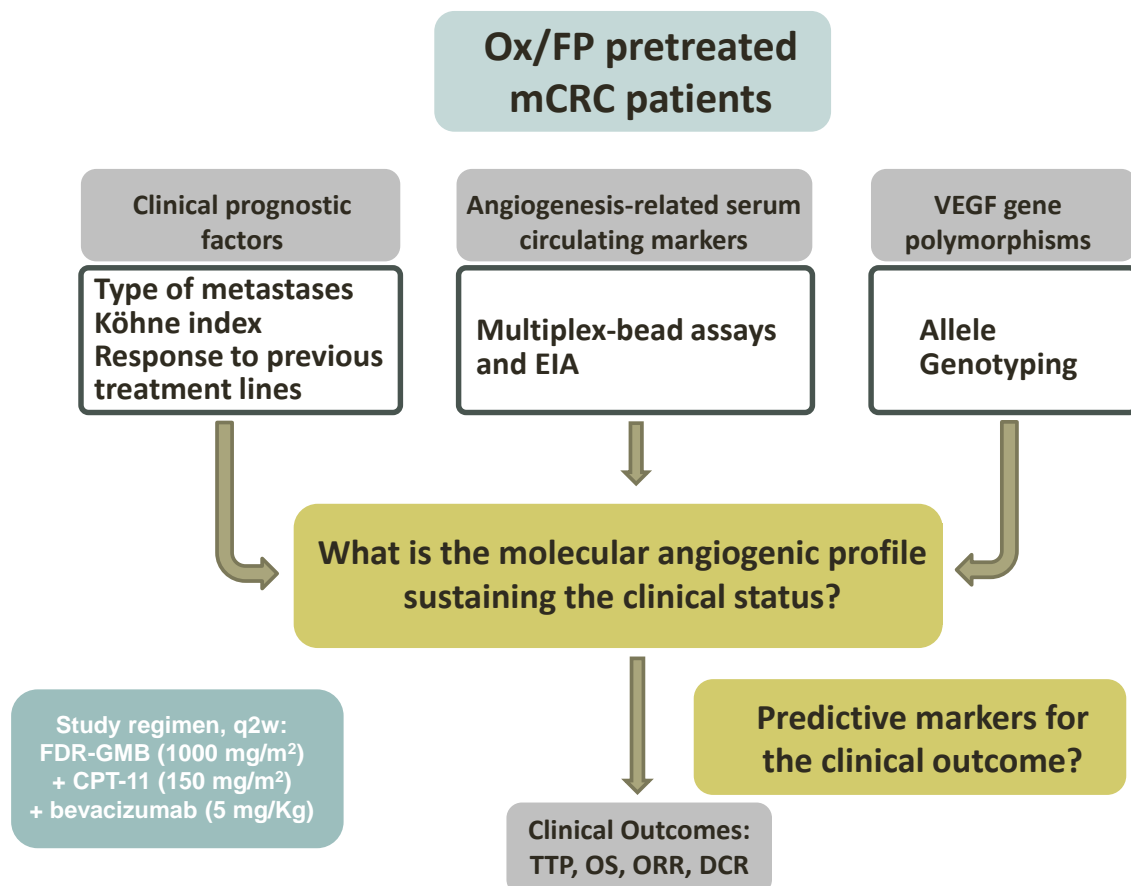 Ox/FP pretreated
mCRC patients
Clinical prognostic
factors
Angiogenesis-related serum
circulating markers
VEGF gene
polymorphisms
Type of metastases
Köhne index
Response to previous
treatment lines
Multiplex-bead assays
and EIA
Allele
Genotyping
What is the molecular angiogenic profile
sustaining the clinical status?
Study regimen, q2w:
FDR-GMB (1000 mg/m²)
+ CPT-11 (150 mg/m²)
+ bevacizumab (5 mg/Kg)
Predictive markers for
the clinical outcome?
Clinical Outcomes:
TTP, OS, ORR, DCR